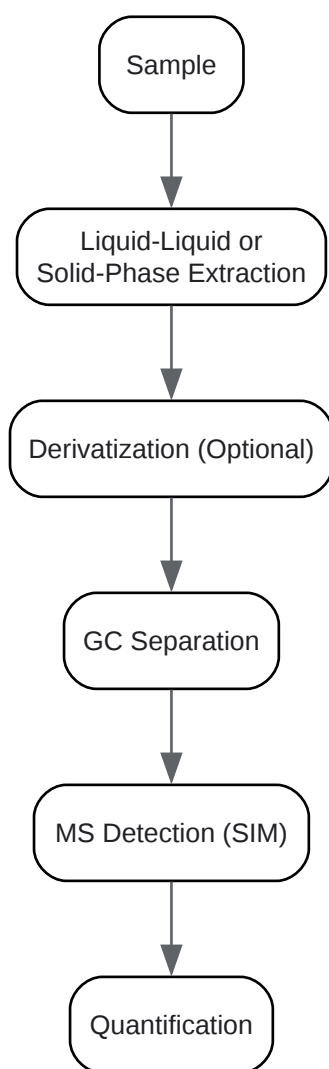 Sample
Liquid-Liquid or
Solid-Phase Extraction
Derivatization (Optional)
GC Separation
MS Detection (SIM)
Quantification